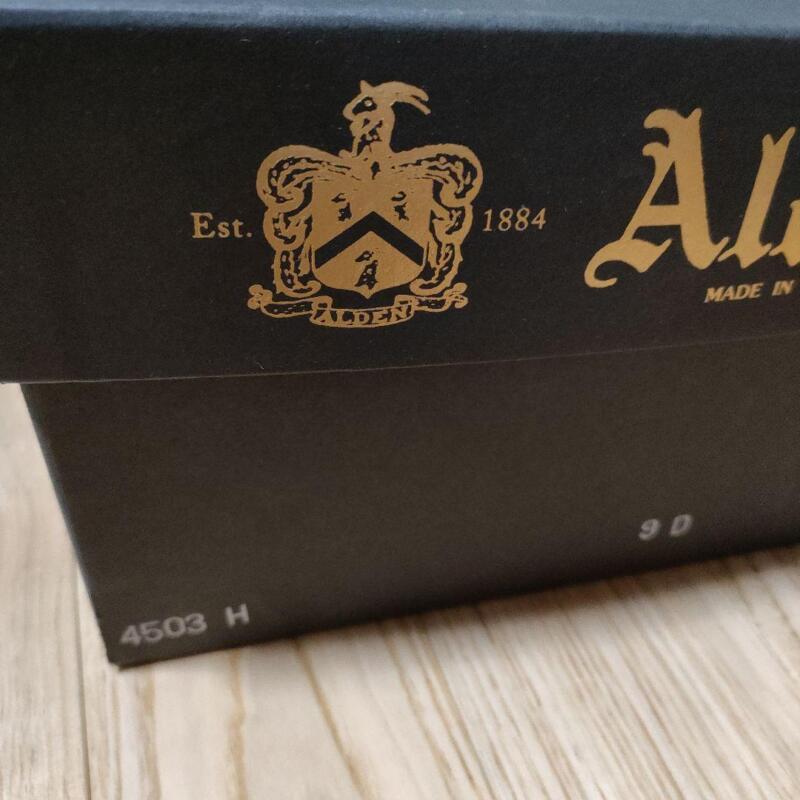 Est. 1884
ALDEN
MADE IN
9 D
4503 H